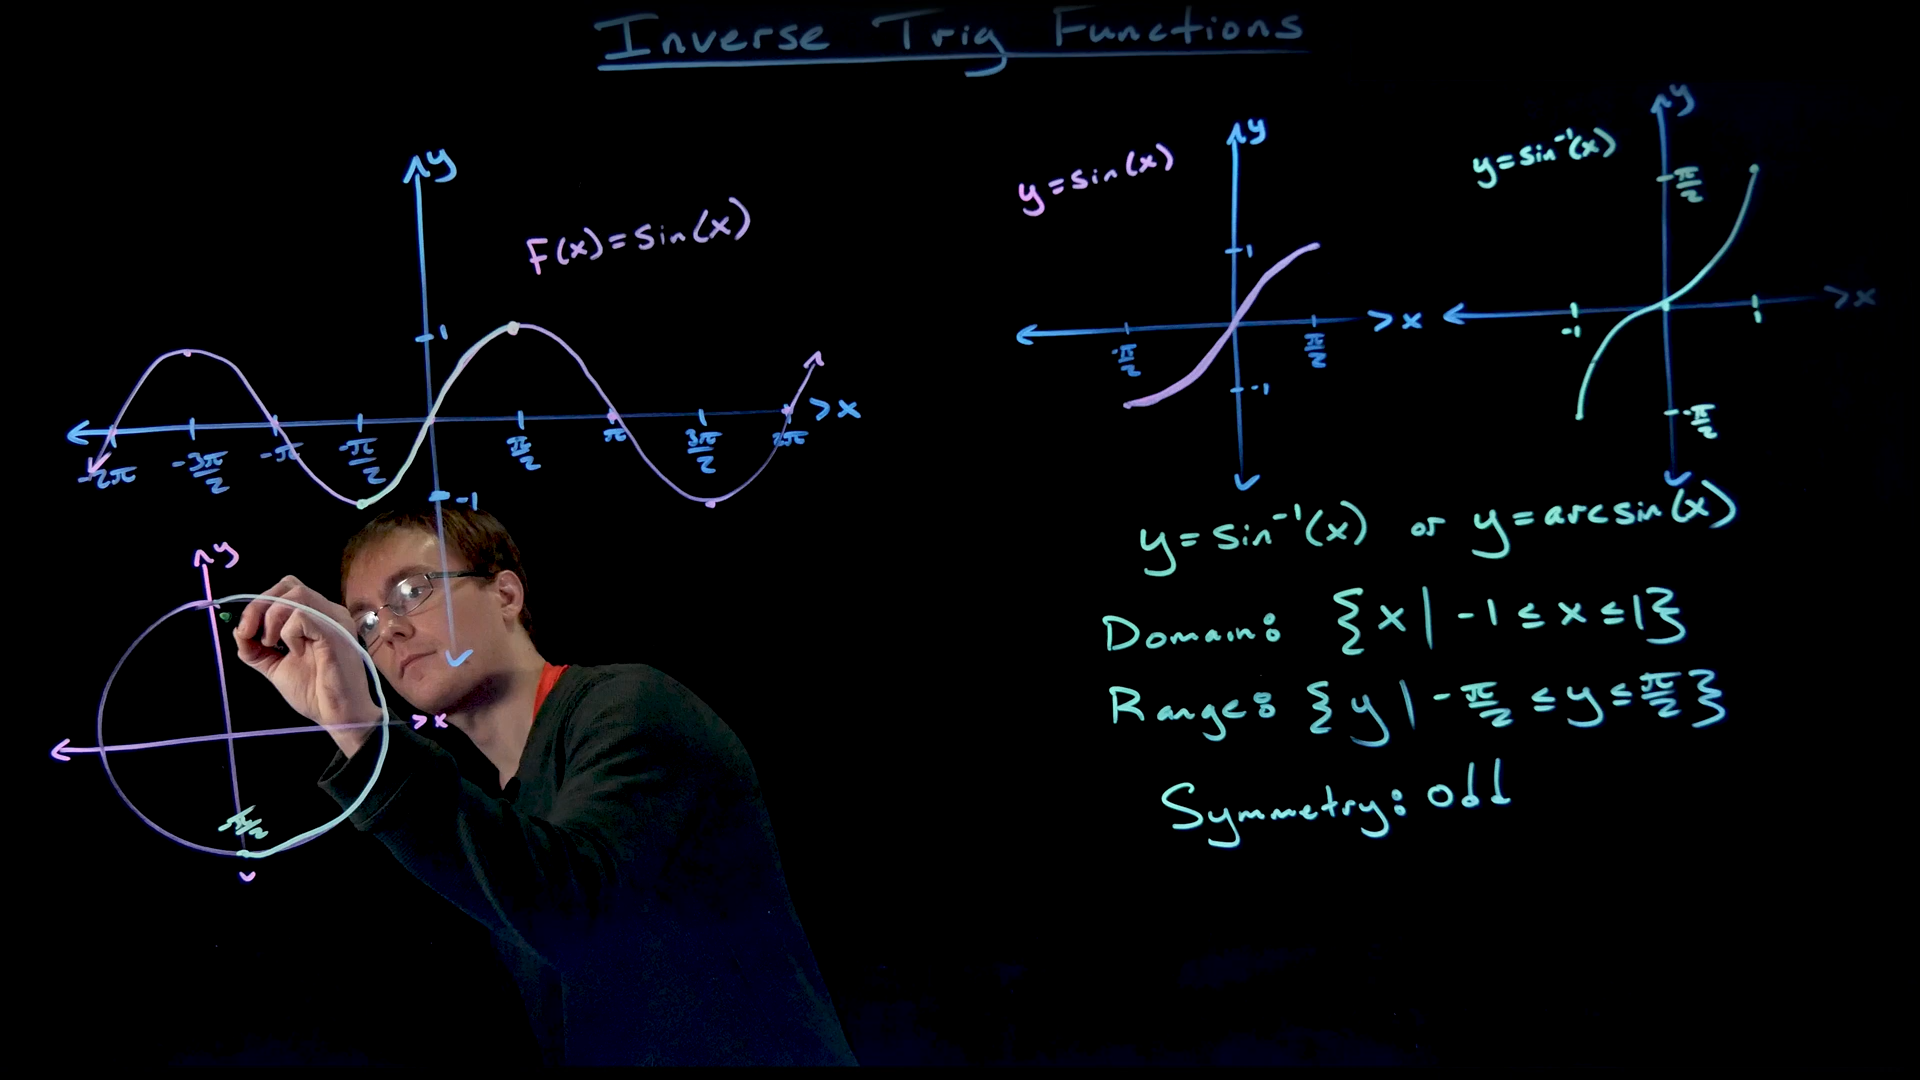 Inverse Trig Functions
y
F(x) = Sin(x)
1
-2π -3π/2 -π -π/2 π/2 π 3π/2 2π x
-1
y
x
-π/2
y = sin(x)
y
1
-π/2 π/2 x
-1
y = sin⁻¹(x)
y
π/2
-1 1 x
-π/2
y = sin⁻¹(x) or y = arcsin(x)
Domain: {x | -1 ≤ x ≤ 1}
Range: {y | -π/2 ≤ y ≤ π/2}
Symmetry: odd